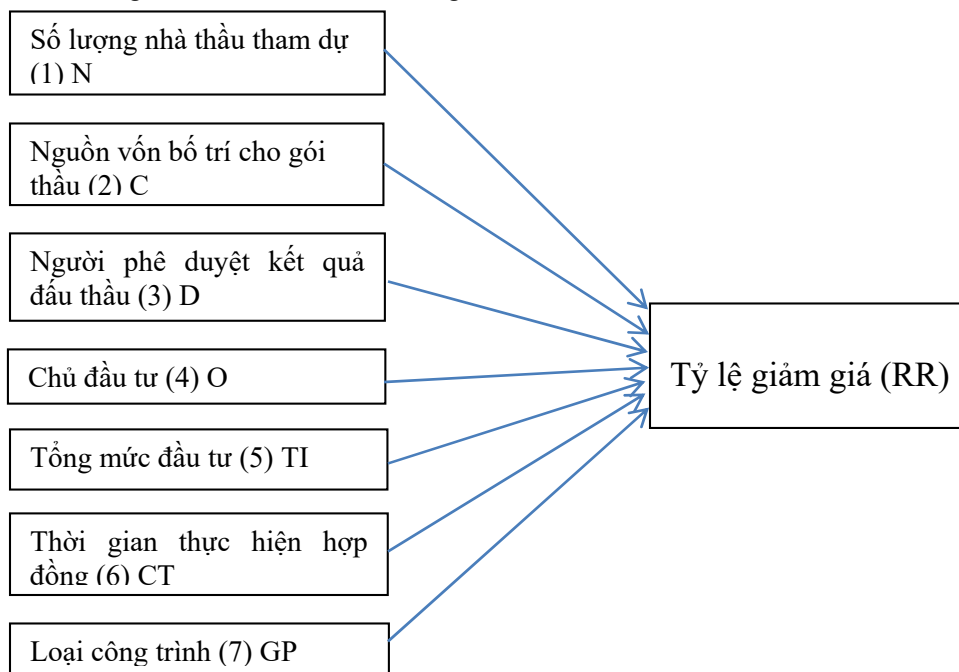 Số lượng nhà thầu tham dự
(1) N
Nguồn vốn bố trí cho gói
thầu (2) C
Người phê duyệt kết quả
đấu thầu (3) D
Chủ đầu tư (4) O
Tỷ lệ giảm giá (RR)
Tổng mức đầu tư (5) TI
Thời gian thực hiện hợp
đồng (6) CT
Loại công trình (7) GP